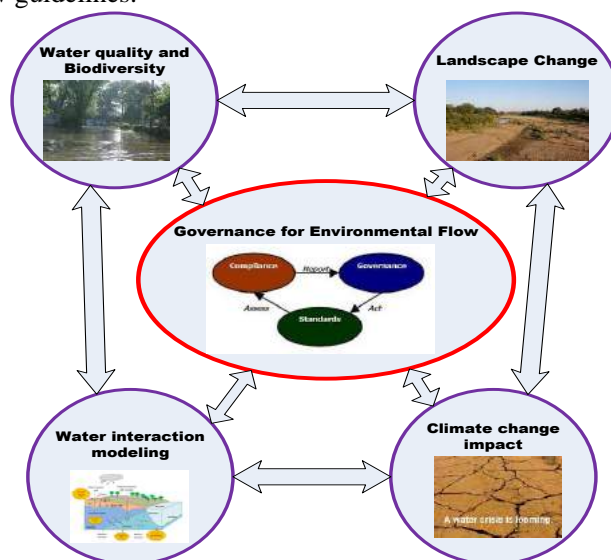 guidelines.
Water quality and
Biodiversity
Landscape Change
Governance for Environmental Flow
Compliance
Report
Governance
Assess
Act
Standards
Water interaction
modeling
Climate change
impact
A water crisis is looming